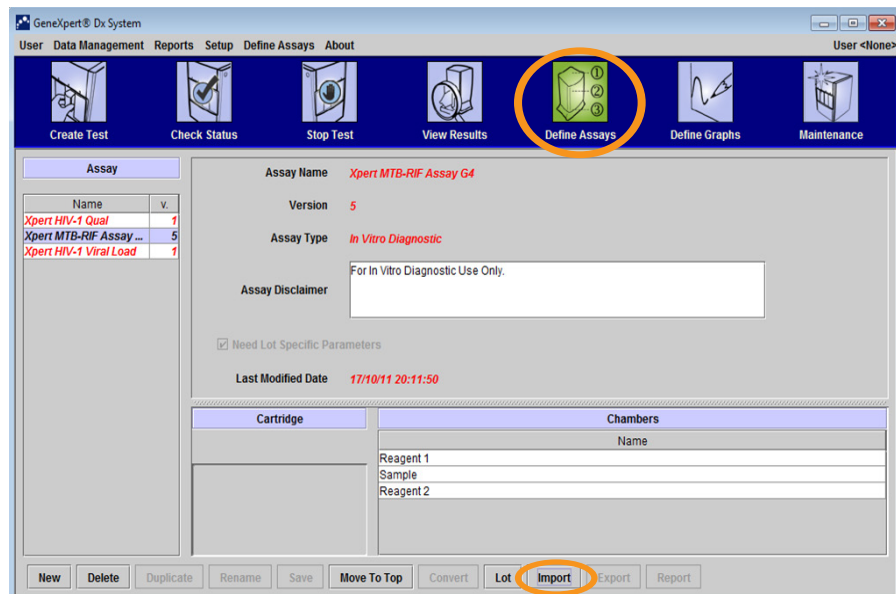 GeneXpert® Dx System
User Data Management Reports Setup Define Assays About User <None>
Create Test Check Status Stop Test View Results Define Assays Define Graphs Maintenance
① ② ③
Assay
Name v.
Xpert HIV-1 Qual 1
Xpert MTB-RIF Assay ... 5
Xpert HIV-1 Viral Load 1
Assay Name Xpert MTB-RIF Assay G4
Version 5
Assay Type In Vitro Diagnostic
Assay Disclaimer For In Vitro Diagnostic Use Only.
Need Lot Specific Parameters
Last Modified Date 17/10/11 20:11:50
Cartridge
Chambers
Name
Reagent 1
Sample
Reagent 2
New Delete Duplicate Rename Save Move To Top Convert Lot Import Export Report